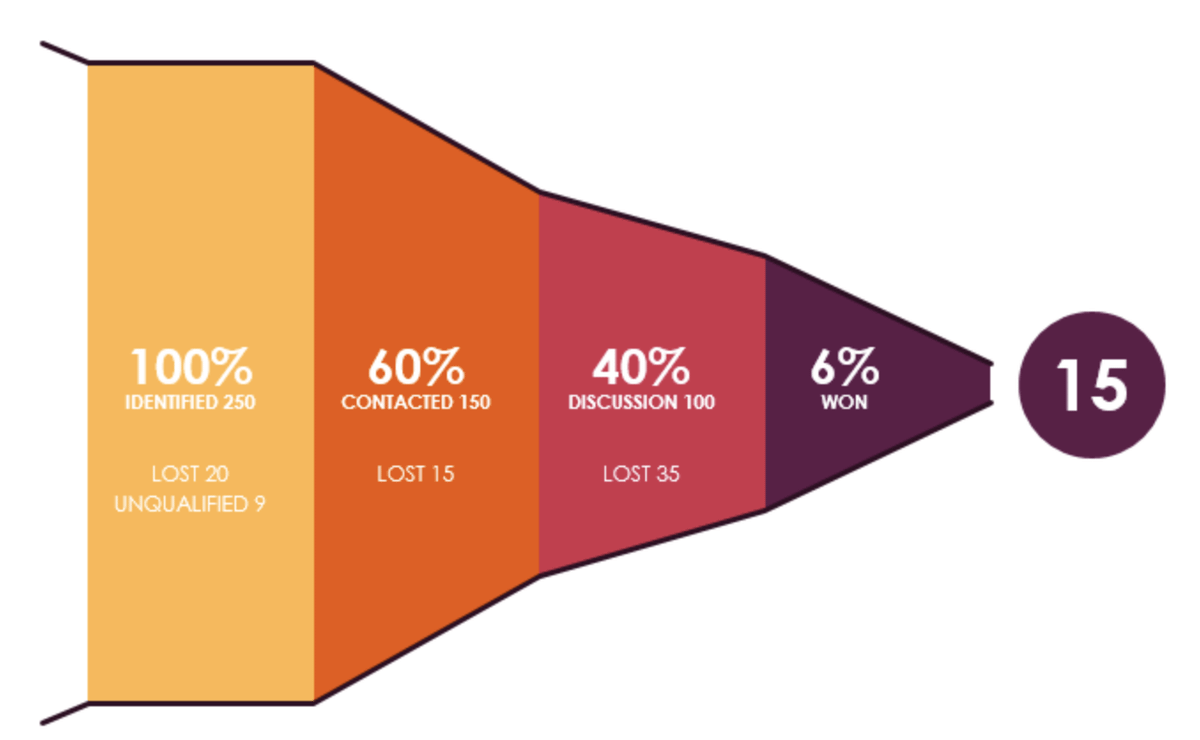 100%
IDENTIFIED 250
LOST 20
UNQUALIFIED 9
60%
CONTACTED 150
LOST 15
40%
DISCUSSION 100
LOST 35
6%
WON
15